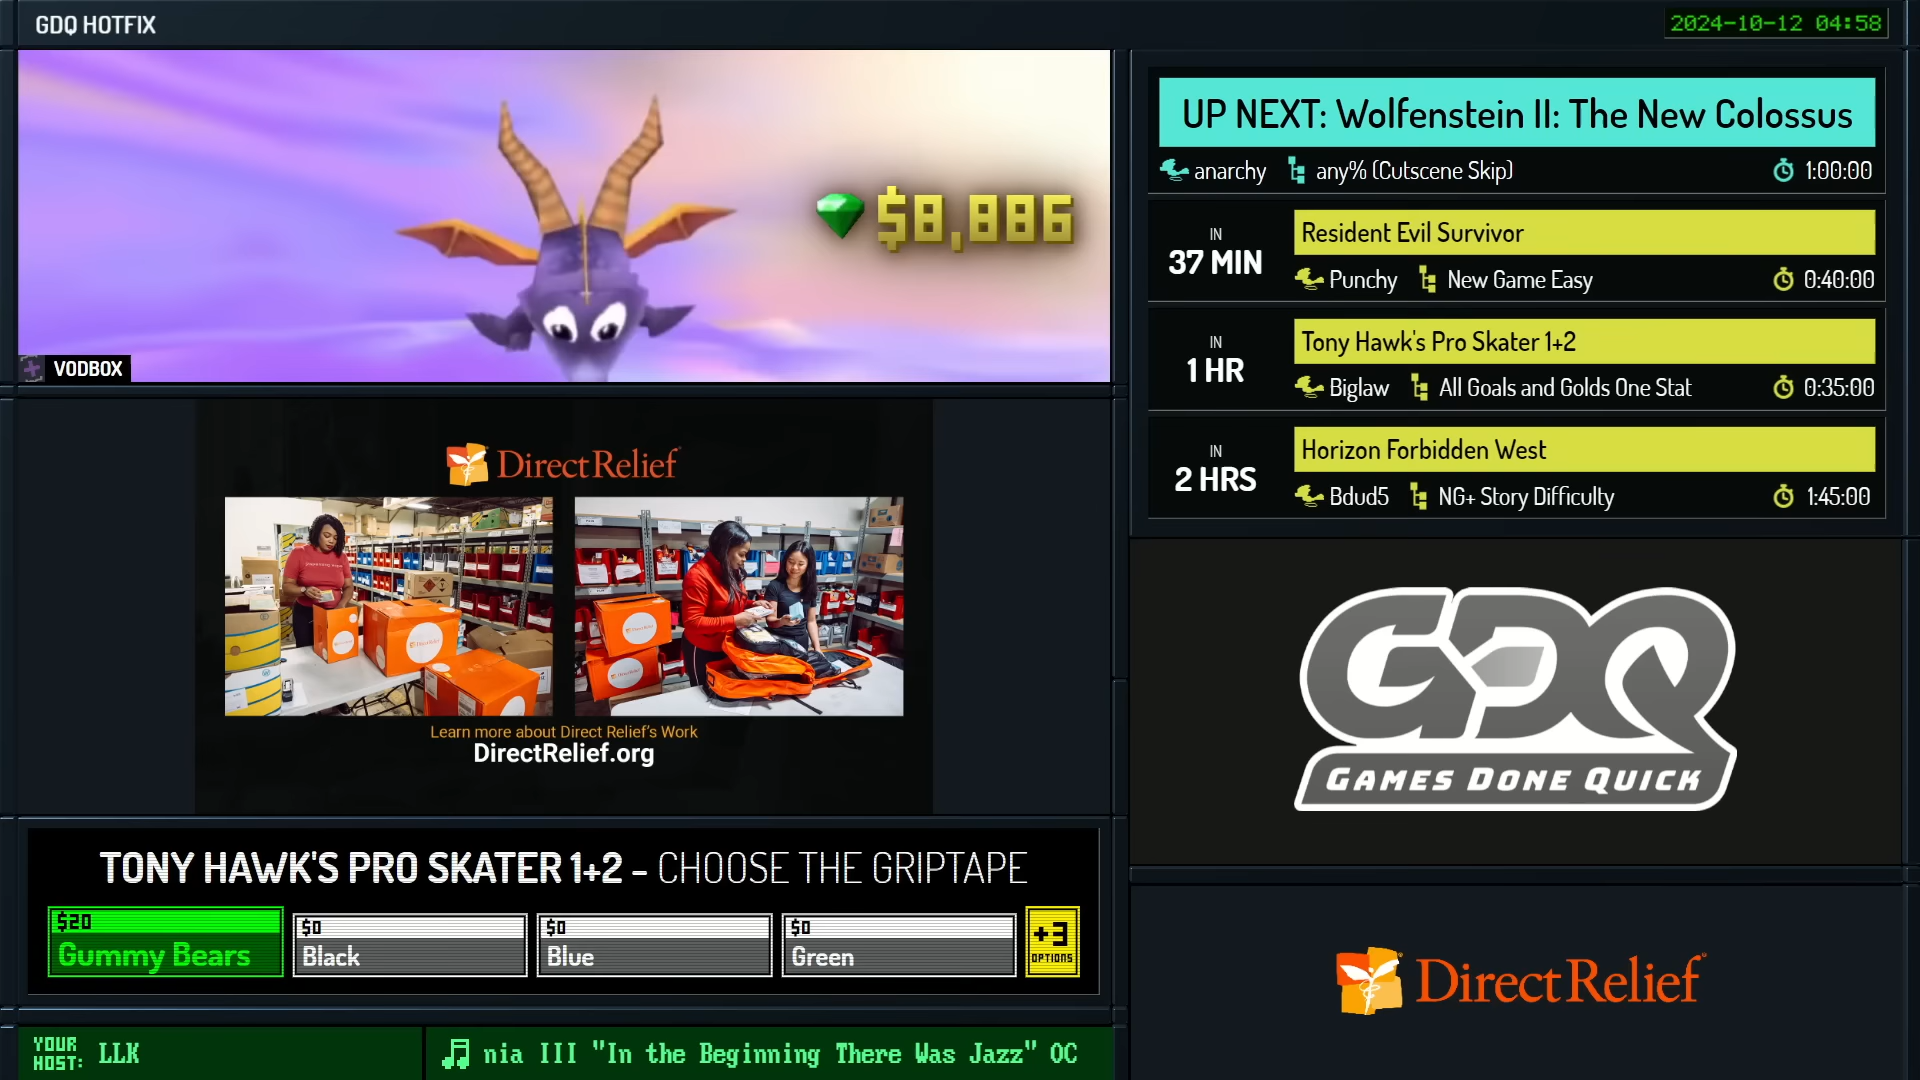 GDQ HOTFIX
2024-10-12 04:58
$8,886
VODBOX
UP NEXT: Wolfenstein II: The New Colossus
anarchy any% (Cutscene Skip) 1:00:00
IN
37 MIN
Resident Evil Survivor
Punchy New Game Easy 0:40:00
IN
1 HR
Tony Hawk's Pro Skater 1+2
Biglaw All Goals and Golds One Stat 0:35:00
IN
2 HRS
Horizon Forbidden West
Bdud5 NG+ Story Difficulty 1:45:00
DirectRelief
Learn more about Direct Relief's Work
DirectRelief.org
GDQ
GAMES DONE QUICK
TONY HAWK'S PRO SKATER 1+2 – CHOOSE THE GRIPTAPE
$20
Gummy Bears
$0
Black
$0
Blue
$0
Green
+3
OPTIONS
DirectRelief
YOUR
HOST: LLK
nia III "In the Beginning There Was Jazz" OC